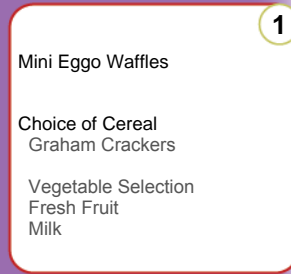 1
Mini Eggo Waffles
Choice of Cereal
Graham Crackers
Vegetable Selection
Fresh Fruit
Milk